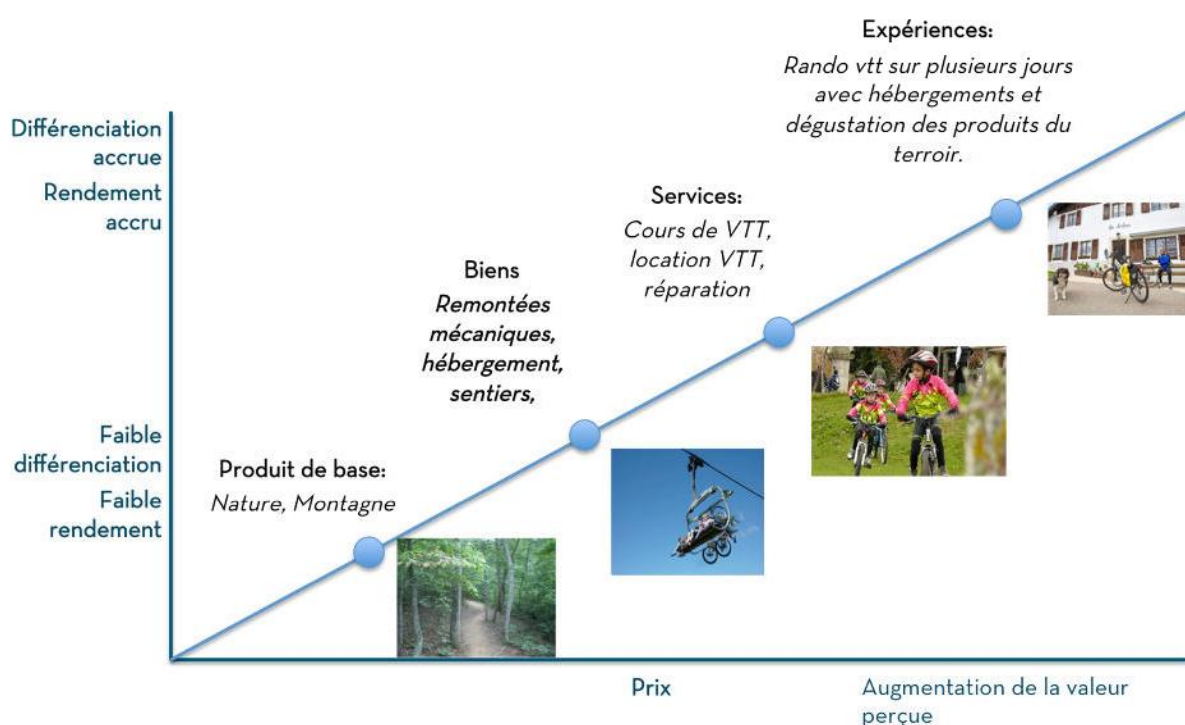 Expériences:
Rando vtt sur plusieurs jours
avec hébergements et
dégustation des produits du
terroir.
Différenciation
accrue
Rendement
accru
Services:
Cours de VTT,
location VTT,
réparation
Biens
Remontées
mécaniques,
hébergement,
sentiers,
Faible
différenciation
Faible
rendement
Produit de base:
Nature, Montagne
Prix
Augmentation de la valeur
perçue